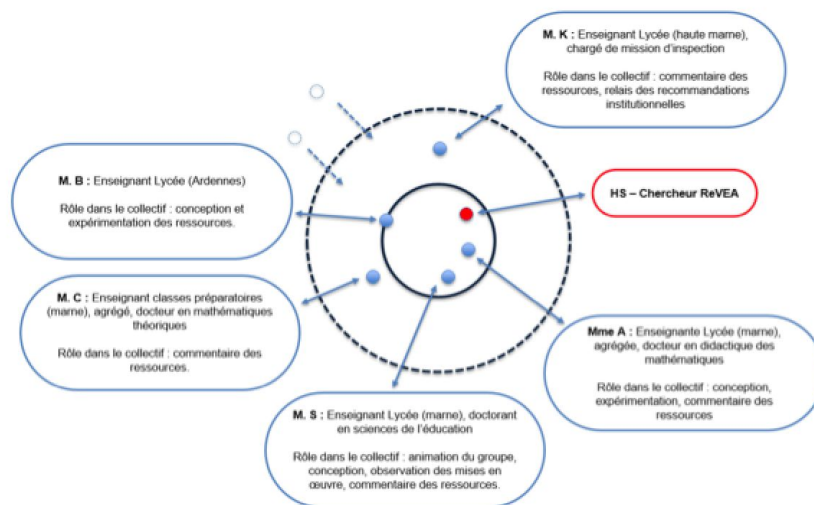 M. K : Enseignant Lycée (haute marne),
chargé de mission d'inspection
Rôle dans le collectif : commentaire des
ressources, relais des recommandations
institutionnelles
M. B : Enseignant Lycée (Ardennes)
Rôle dans le collectif : conception et
expérimentation des ressources.
HS – Chercheur ReVEA
M. C : Enseignant classes préparatoires
(marne), agrégé, docteur en mathématiques
théoriques
Rôle dans le collectif : commentaire des
ressources.
Mme A : Enseignante Lycée (marne),
agrégée, docteur en didactique des
mathématiques
Rôle dans le collectif : conception,
expérimentation, commentaire des
ressources
M. S : Enseignant Lycée (marne), doctorant
en sciences de l'éducation
Rôle dans le collectif : animation du groupe,
conception, observation des mises en
œuvre, commentaire des ressources.